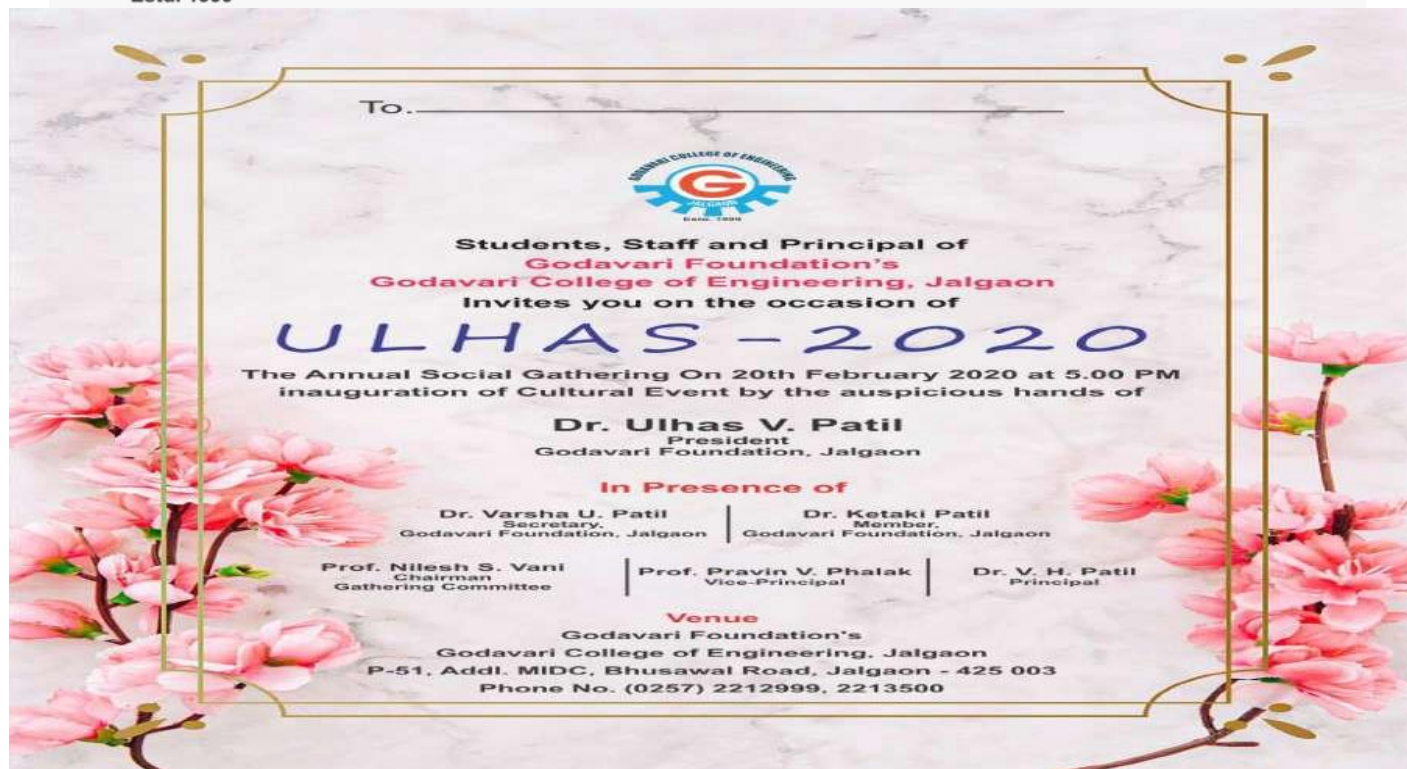 Estd. 1999
To.
GODAVARI COLLEGE OF ENGINEERING
G
JALGAON
Estd. 1999
Students, Staff and Principal of
Godavari Foundation's
Godavari College of Engineering, Jalgaon
Invites you on the occasion of
ULHAS-2020
The Annual Social Gathering On 20th February 2020 at 5.00 PM
inauguration of Cultural Event by the auspicious hands of
Dr. Ulhas V. Patil
President
Godavari Foundation, Jalgaon
In Presence of
Dr. Varsha U. Patil
Secretary,
Godavari Foundation, Jalgaon
Dr. Ketaki Patil
Member,
Godavari Foundation, Jalgaon
Prof. Nilesh S. Vani
Chairman
Gathering Committee
Prof. Pravin V. Phalak
Vice-Principal
Dr. V. H. Patil
Principal
Venue
Godavari Foundation's
Godavari College of Engineering, Jalgaon
P-51, Addl. MIDC, Bhusawal Road, Jalgaon - 425 003
Phone No. (0257) 2212999, 2213500